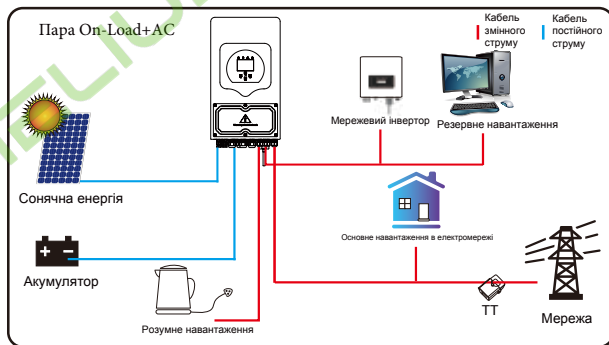 Пара On-Load+AC
Кабель
змінного
струму
Кабель
постійного
струму
Мережевий інвертор
Резервне навантаження
Сонячна енергія
Основне навантаження в електромережі
Акумулятор
Розумне навантаження
ТТ
Мережа